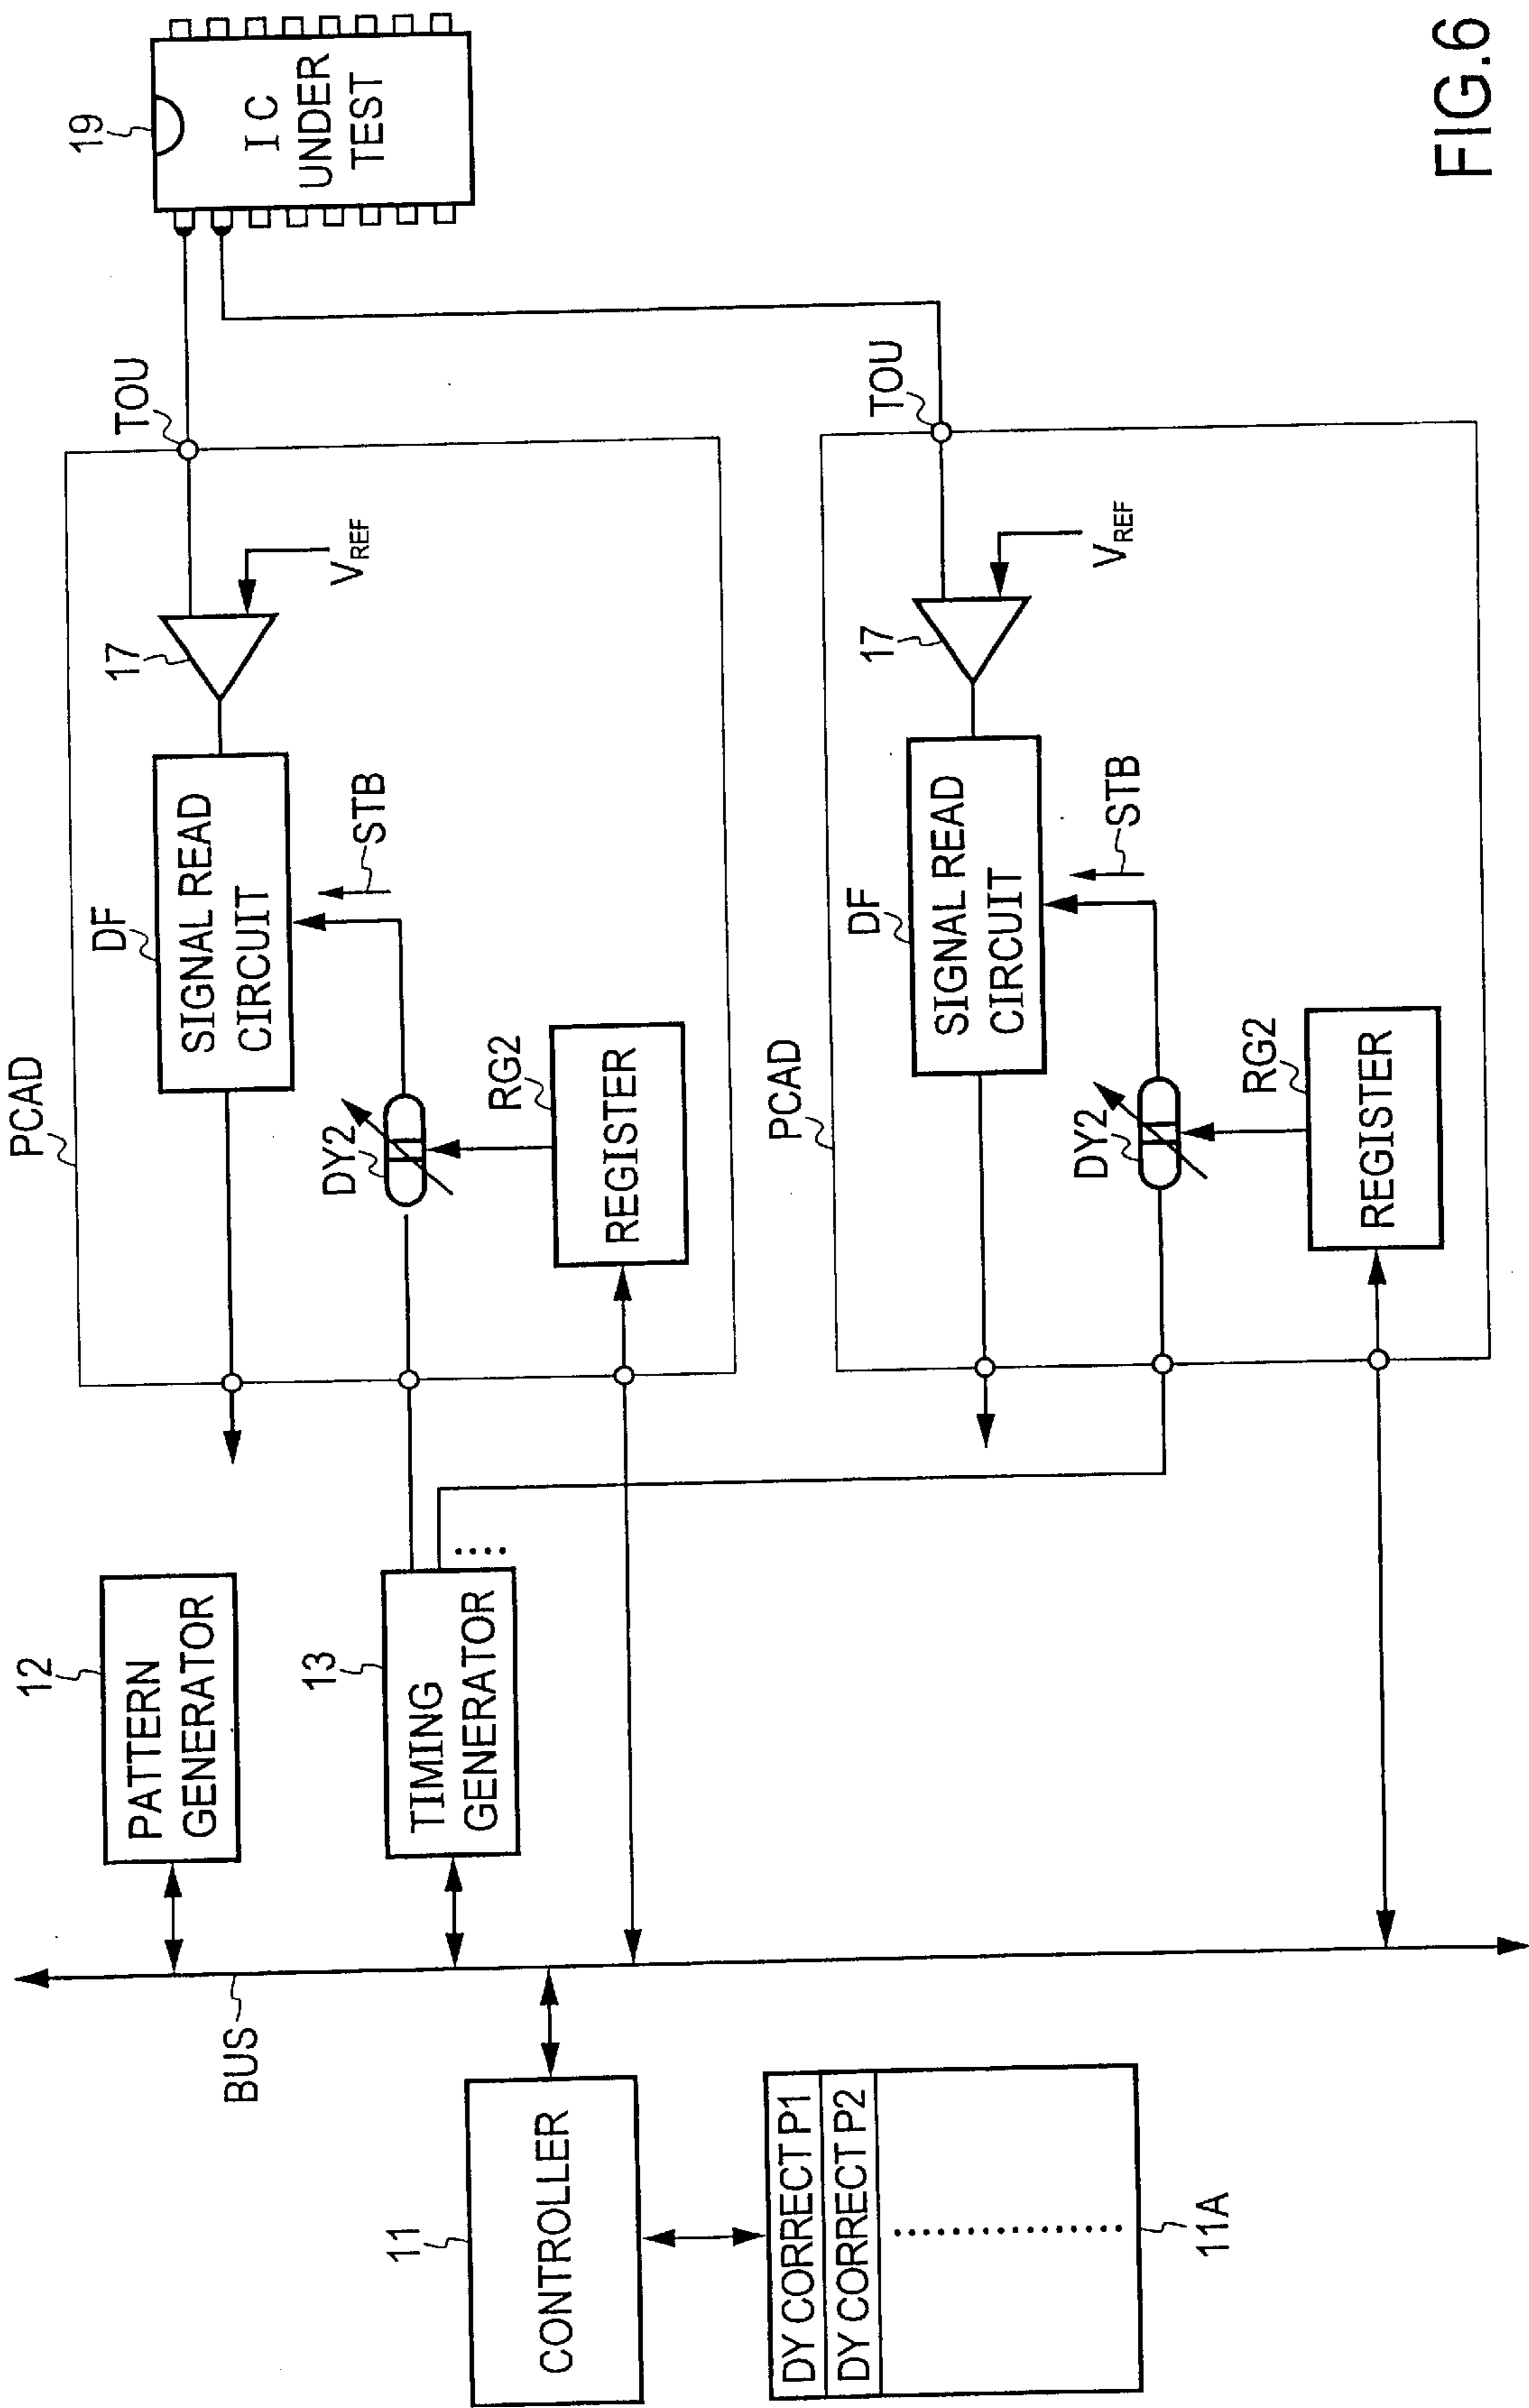 PCAD
DF
SIGNAL READ
CIRCUIT
17
TOU
19
IC
UNDER
TEST
VREF
STB
DY2
RG2
REGISTER
12
PATTERN
GENERATOR
13
TIMING
GENERATOR
BUS
11
CONTROLLER
DY CORRECT P1
DY CORRECT P2
11A
PCAD
DF
SIGNAL READ
CIRCUIT
17
TOU
VREF
STB
DY2
RG2
REGISTER
FIG.6